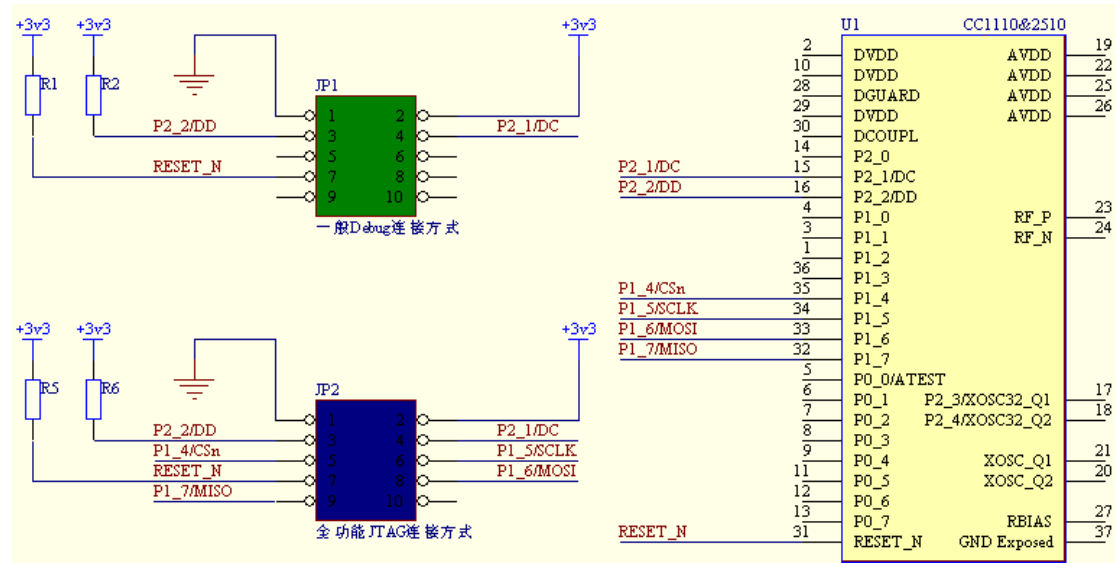 +3v3 +3v3 +3v3
R1 R2
JP1
1 2
P2_2/DD 3 4 P2_1/DC
5 6
RESET_N 7 8
9 10
一般Debug连接方式
+3v3 +3v3 +3v3
R5 R6
JP2
1 2
P2_2/DD 3 4 P2_1/DC
P1_4/CSn 5 6 P1_5/SCLK
RESET_N 7 8 P1_6/MOSI
P1_7/MISO 9 10
全功能JTAG连接方式
U1 CC1110&2510
2 DVDD AVDD 19
10 DVDD AVDD 22
28 DGUARD AVDD 25
29 DVDD AVDD 26
30 DCOUPL
14 P2_0
P2_1/DC 15 P2_1/DC
P2_2/DD 16 P2_2/DD
4 P1_0 RF_P 23
3 P1_1 RF_N 24
1 P1_2
36 P1_3
P1_4/CSn 35 P1_4
P1_5/SCLK 34 P1_5
P1_6/MOSI 33 P1_6
P1_7/MISO 32 P1_7
5 P0_0/ATEST
6 P0_1 P2_3/XOSC32_Q1 17
7 P0_2 P2_4/XOSC32_Q2 18
8 P0_3
9 P0_4 XOSC_Q1 21
11 P0_5 XOSC_Q2 20
12 P0_6
13 P0_7 RBIAS 27
RESET_N 31 RESET_N GND Exposed 37